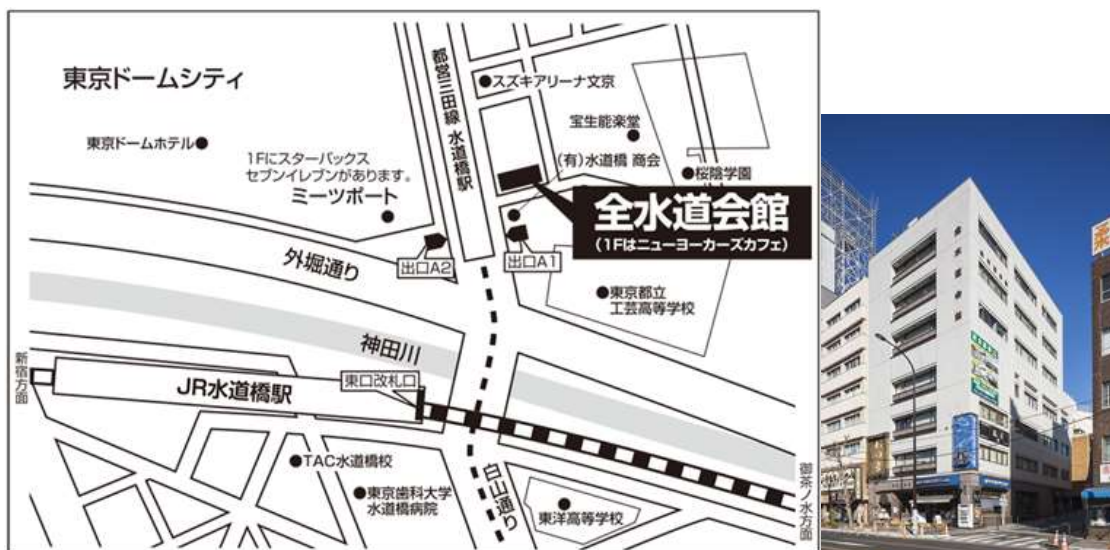 東京ドームシティ
東京ドームホテル
1Fにスターバックス
セブンイレブンがあります。
ミーツポート
都営三田線 水道橋駅
スズキアリーナ文京
宝生能楽堂
(有)水道橋 商会
桜陰学園
全水道会館
(1Fはニューヨーカーズカフェ)
出口A2
出口A1
外堀通り
東京都立
工芸高等学校
神田川
新宿方面
JR水道橋駅
東口改札口
TAC水道橋校
東京歯科大学
水道橋病院
白山通り
東洋高等学校
御茶ノ水方面